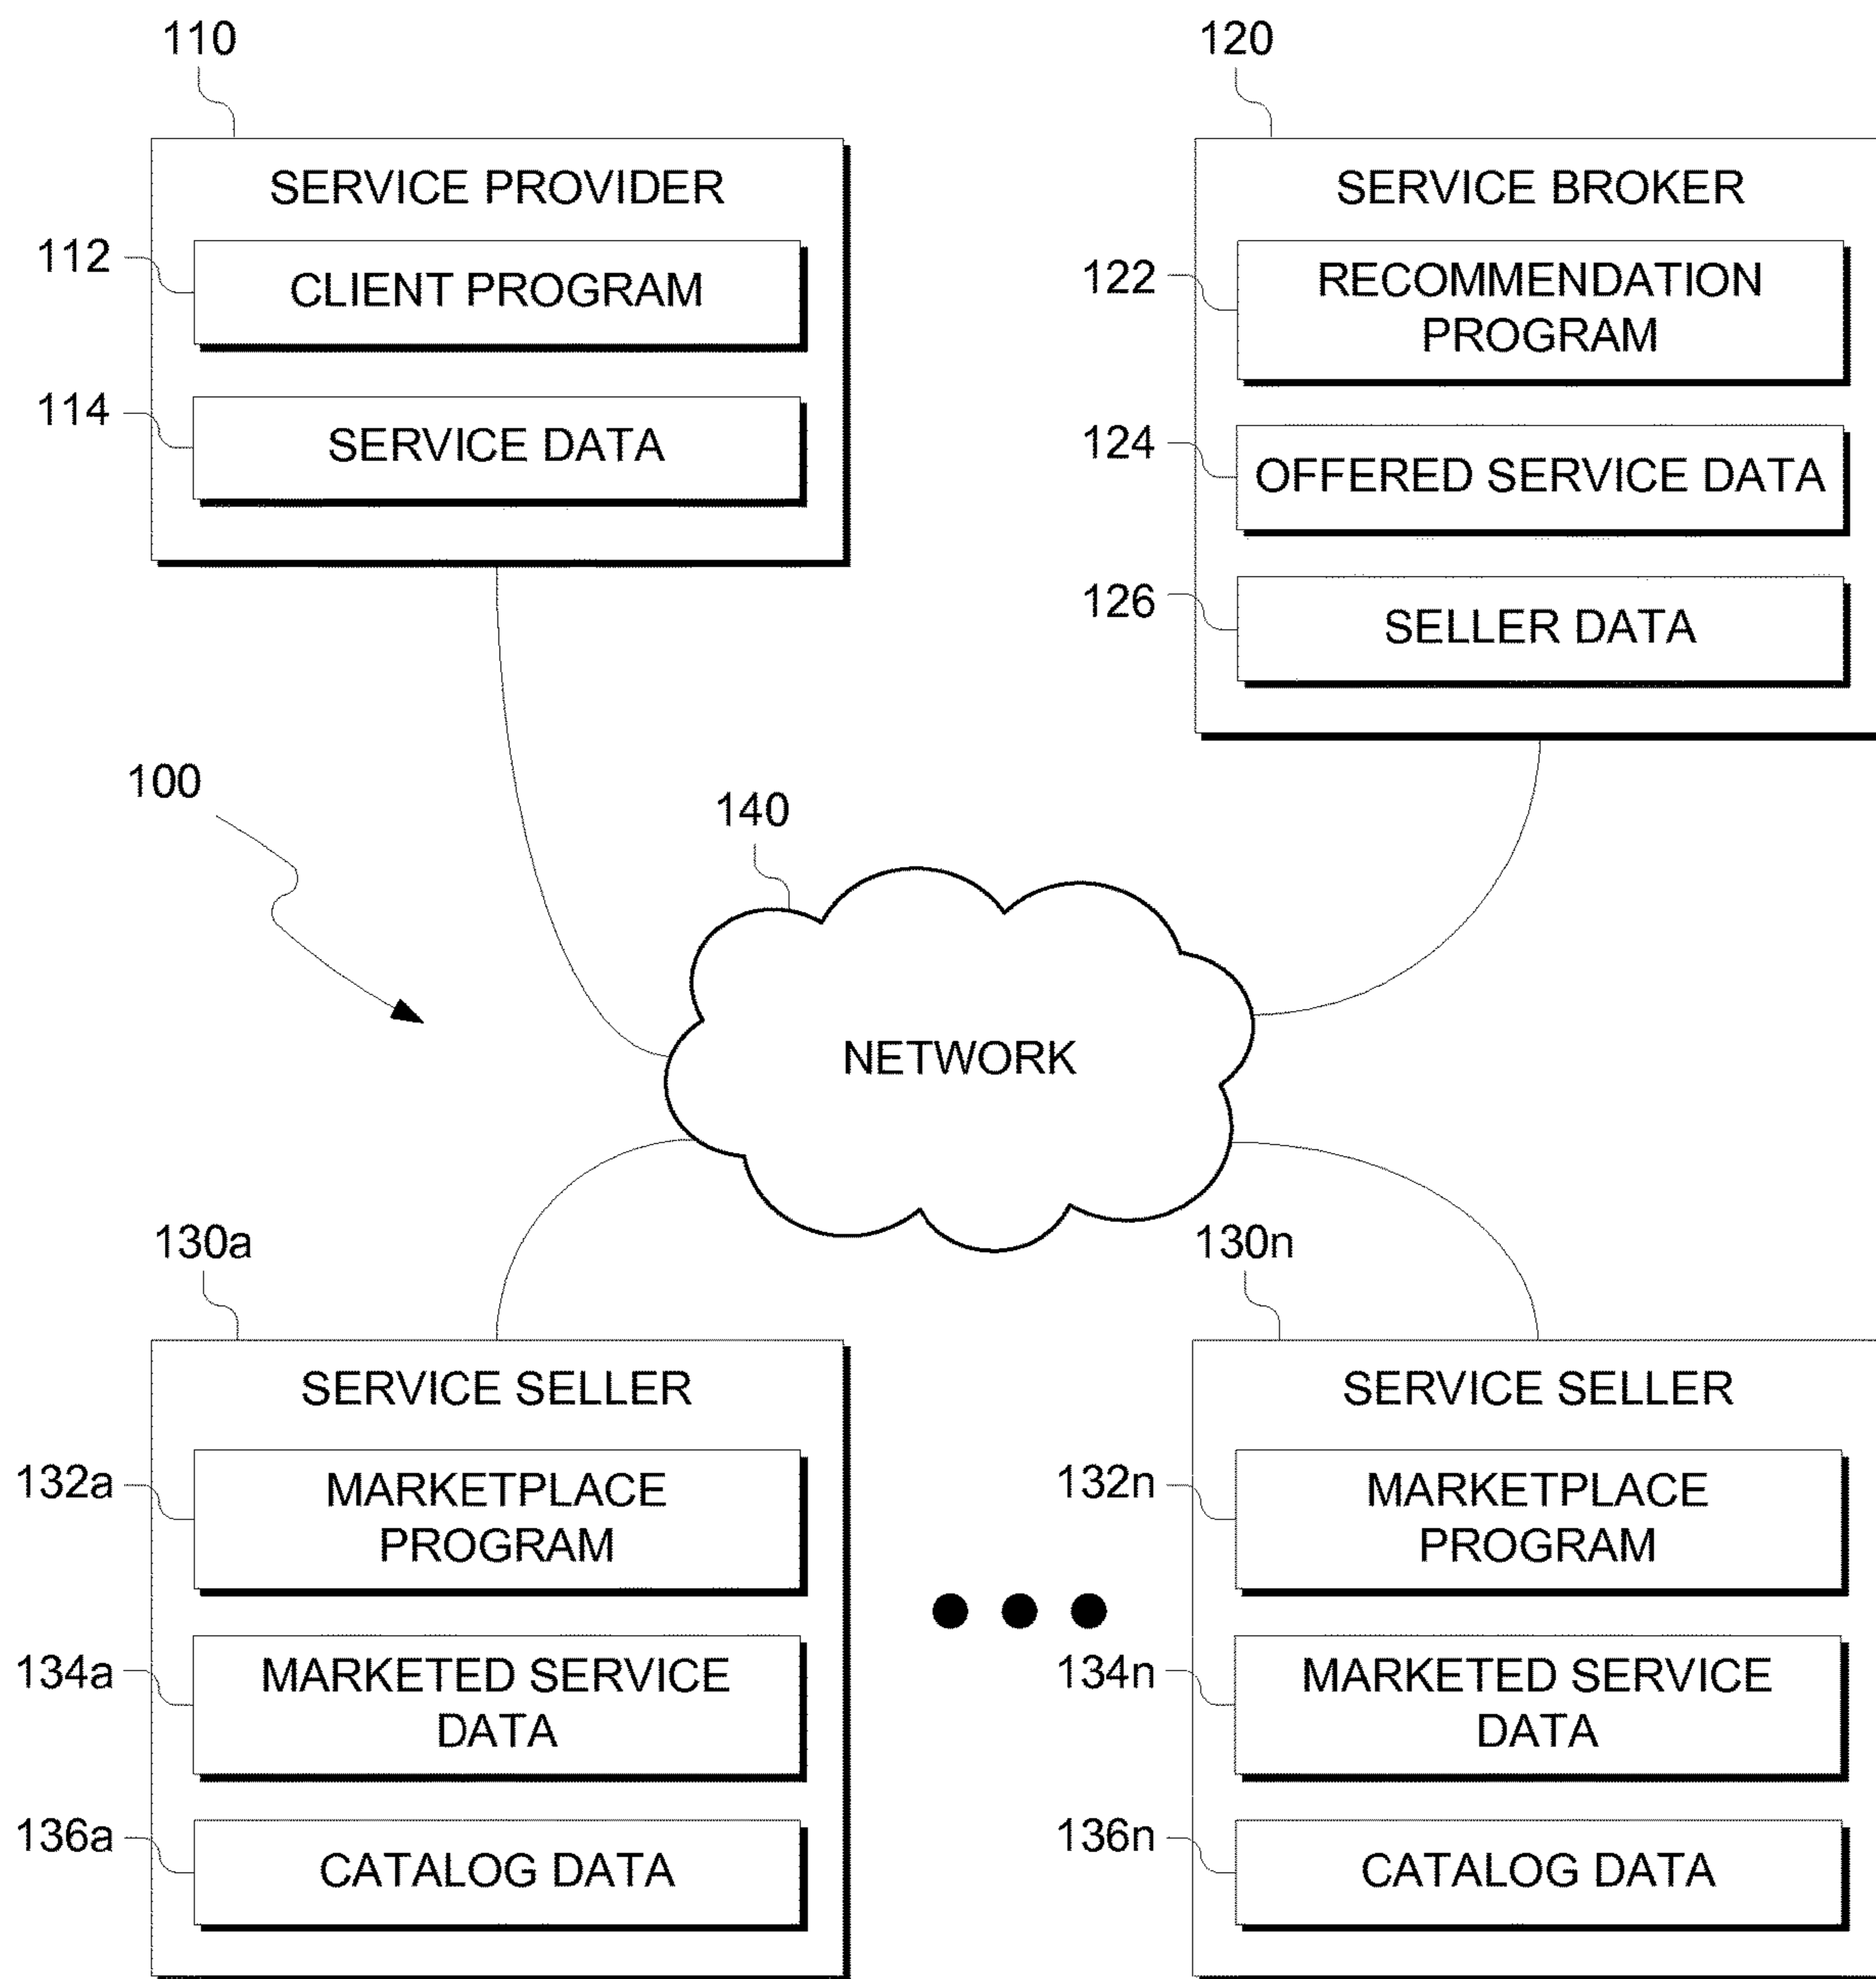 110
SERVICE PROVIDER
112
CLIENT PROGRAM
114
SERVICE DATA
120
SERVICE BROKER
122
RECOMMENDATION
PROGRAM
124
OFFERED SERVICE DATA
126
SELLER DATA
100
140
NETWORK
130a
SERVICE SELLER
132a
MARKETPLACE
PROGRAM
134a
MARKETED SERVICE
DATA
136a
CATALOG DATA
130n
SERVICE SELLER
132n
MARKETPLACE
PROGRAM
134n
MARKETED SERVICE
DATA
136n
CATALOG DATA